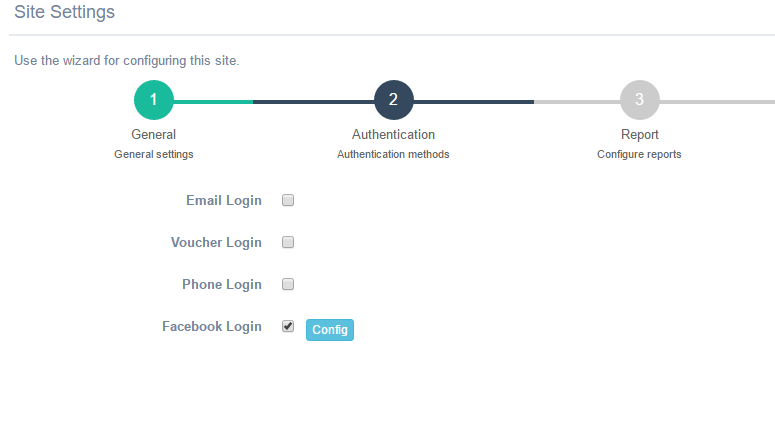 Site Settings
Use the wizard for configuring this site.
1 2 3
General Authentication Report
General settings Authentication methods Configure reports
Email Login
Voucher Login
Phone Login
Facebook Login Config